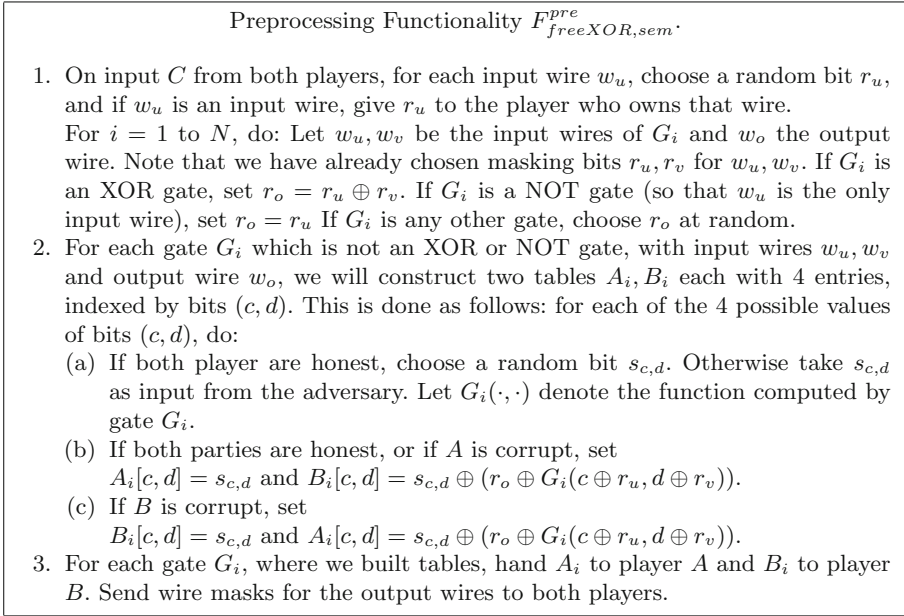 Preprocessing Functionality F^{pre}_{freeXOR,sem}.
1. On input C from both players, for each input wire w_u, choose a random bit r_u,
and if w_u is an input wire, give r_u to the player who owns that wire.
For i = 1 to N, do: Let w_u, w_v be the input wires of G_i and w_o the output
wire. Note that we have already chosen masking bits r_u, r_v for w_u, w_v. If G_i is
an XOR gate, set r_o = r_u ⊕ r_v. If G_i is a NOT gate (so that w_u is the only
input wire), set r_o = r_u If G_i is any other gate, choose r_o at random.
2. For each gate G_i which is not an XOR or NOT gate, with input wires w_u, w_v
and output wire w_o, we will construct two tables A_i, B_i each with 4 entries,
indexed by bits (c, d). This is done as follows: for each of the 4 possible values
of bits (c, d), do:
(a) If both player are honest, choose a random bit s_{c,d}. Otherwise take s_{c,d}
as input from the adversary. Let G_i(·, ·) denote the function computed by
gate G_i.
(b) If both parties are honest, or if A is corrupt, set
A_i[c, d] = s_{c,d} and B_i[c, d] = s_{c,d} ⊕ (r_o ⊕ G_i(c ⊕ r_u, d ⊕ r_v)).
(c) If B is corrupt, set
B_i[c, d] = s_{c,d} and A_i[c, d] = s_{c,d} ⊕ (r_o ⊕ G_i(c ⊕ r_u, d ⊕ r_v)).
3. For each gate G_i, where we built tables, hand A_i to player A and B_i to player
B. Send wire masks for the output wires to both players.